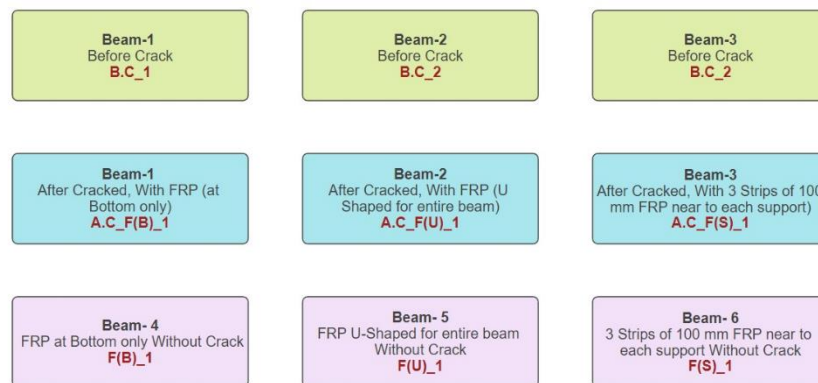 Beam-1
Before Crack
B.C_1
Beam-2
Before Crack
B.C_2
Beam-3
Before Crack
B.C_2
Beam-1
After Cracked, With FRP (at
Bottom only)
A.C_F(B)_1
Beam-2
After Cracked, With FRP (U
Shaped for entire beam)
A.C_F(U)_1
Beam-3
After Cracked, With 3 Strips of 100
mm FRP near to each support)
A.C_F(S)_1
Beam- 4
FRP at Bottom only Without Crack
F(B)_1
Beam- 5
FRP U-Shaped for entire beam
Without Crack
F(U)_1
Beam- 6
3 Strips of 100 mm FRP near to
each support Without Crack
F(S)_1